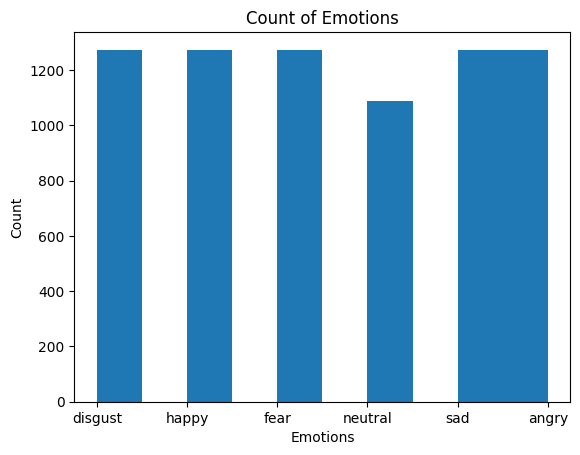 Count of Emotions
1200
1000
800
600
400
200
0
Count
disgust happy fear neutral sad angry
Emotions